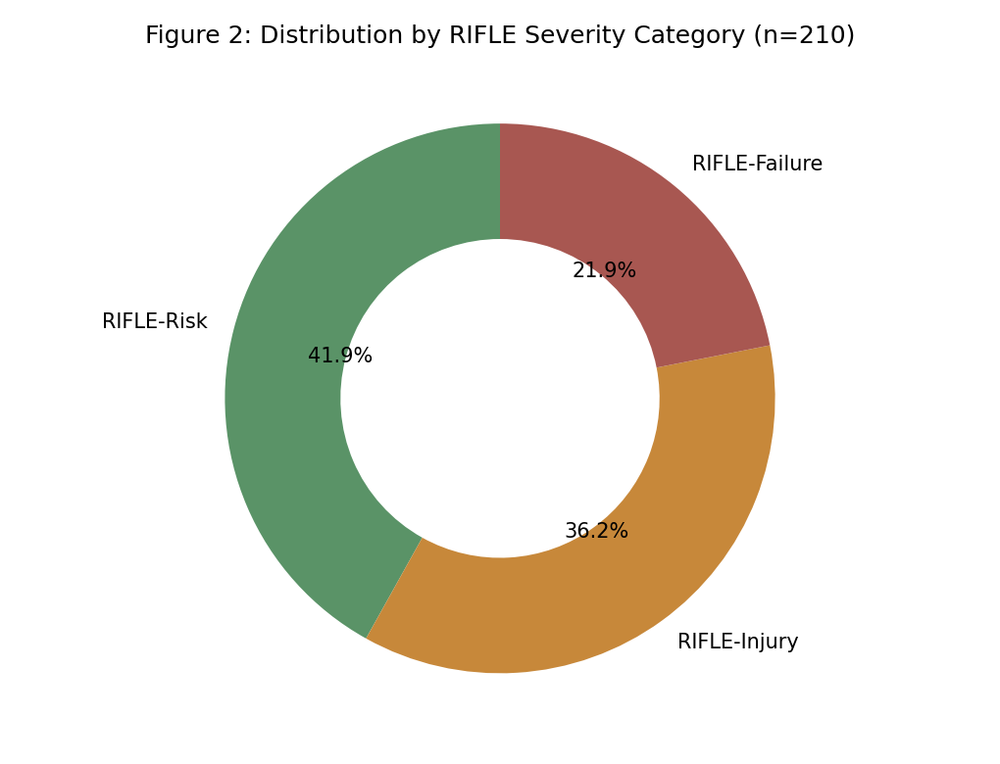 Figure 2: Distribution by RIFLE Severity Category (n=210)
RIFLE-Failure
21.9%
RIFLE-Risk
41.9%
36.2%
RIFLE-Injury